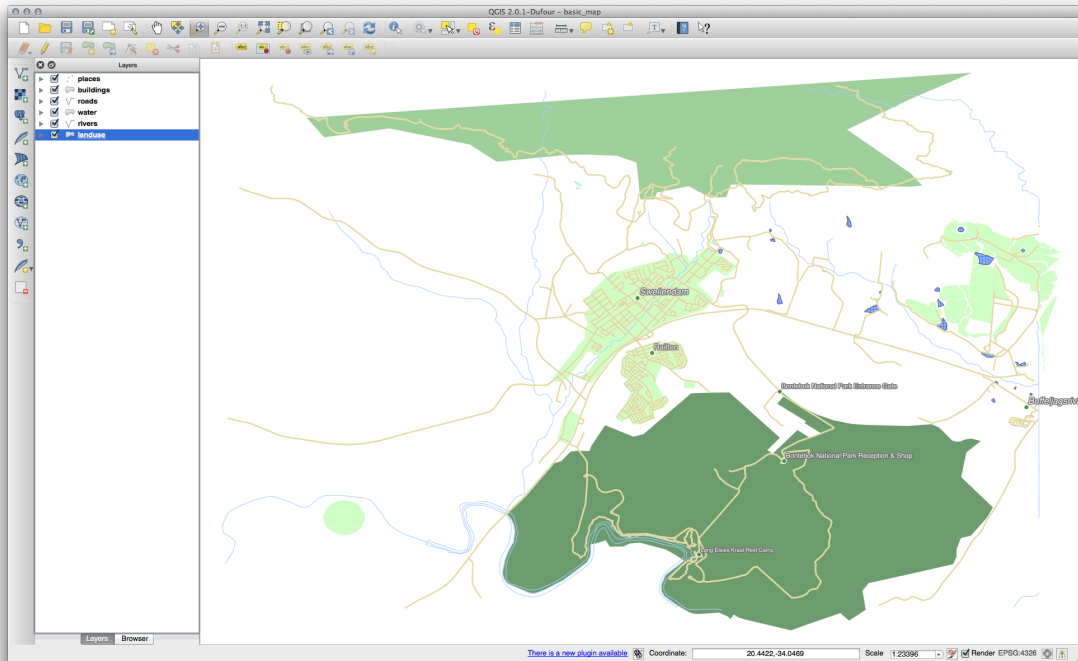 QGIS 2.0.1-Dufour - basic_map
Layers
places
buildings
roads
water
rivers
landuse
Swellendam
Railton
Bontebok National Park Entrance Gate
Buffeljagsrivi
Bontebok National Park Reception & Shop
Lang Elsies Kraal Rest Camp
Layers
Browser
There is a new plugin available
Coordinate:
20.4422,-34.0469
Scale
1:23396
Render
EPSG:4326